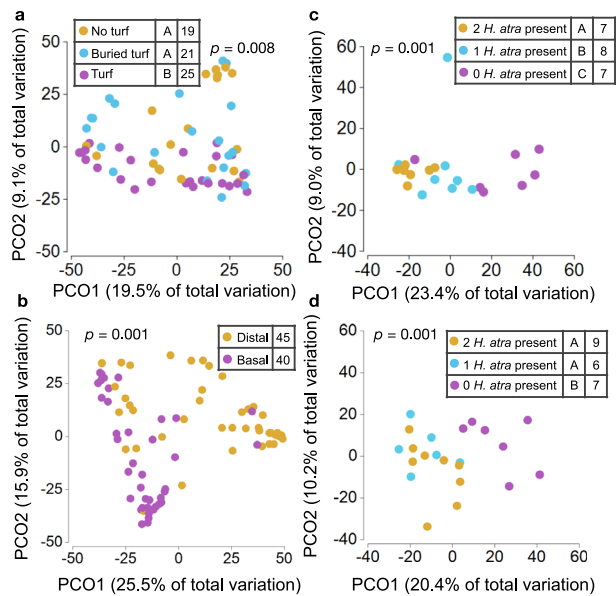 a
No turf A 19
Buried turf A 21
Turf B 25
p = 0.008
50
25
0
-25
-50
PCO2 (9.1% of total variation)
-50 -25 0 25 50
PCO1 (19.5% of total variation)
c
2 H. atra present A 7
1 H. atra present B 8
0 H. atra present C 7
p = 0.001
60
40
20
0
-20
-40
PCO2 (9.0% of total variation)
-40 -20 0 20 40 60
PCO1 (23.4% of total variation)
b
p = 0.001
Distal 45
Basal 40
50
25
0
-25
-50
PCO2 (15.9% of total variation)
-50 -25 0 25 50
PCO1 (25.5% of total variation)
d
p = 0.001
2 H. atra present A 9
1 H. atra present A 6
0 H. atra present B 7
60
40
20
0
-20
-40
PCO2 (10.2% of total variation)
-40 -20 0 20 40 60
PCO1 (20.4% of total variation)